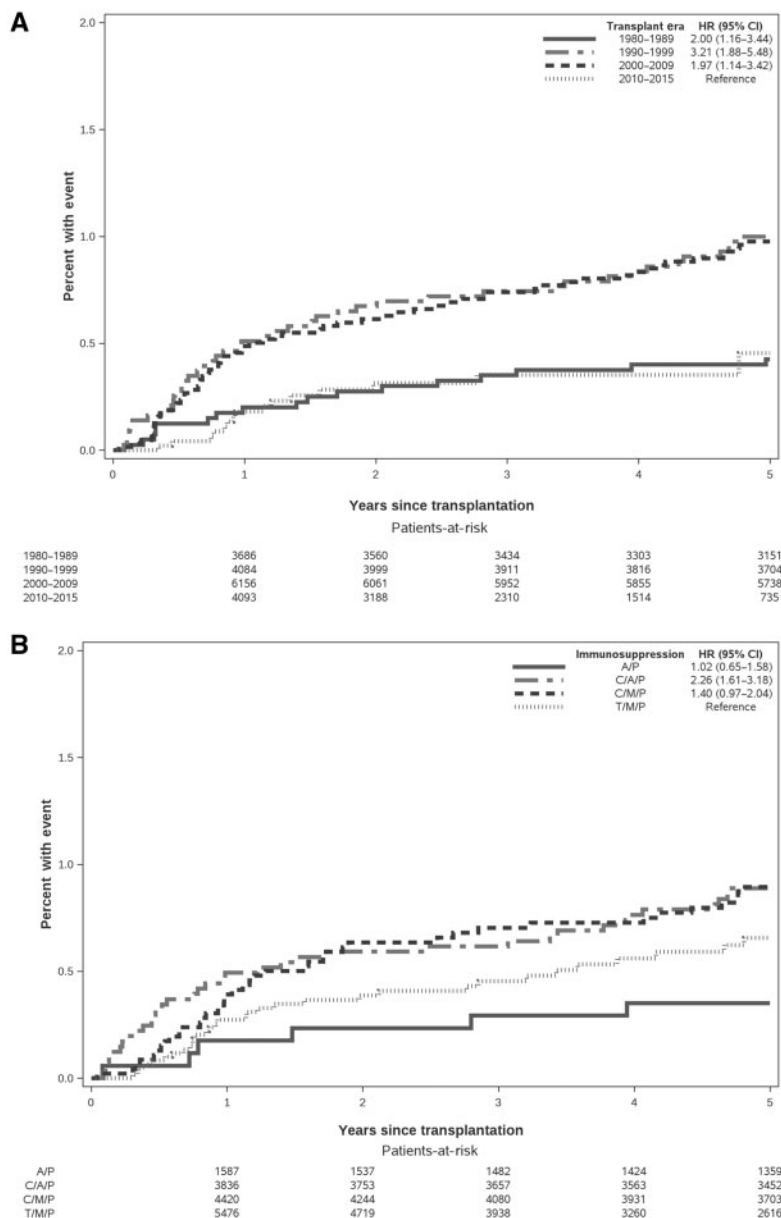 A
2.0
1.5
1.0
0.5
0.0
Percent with event
Transplant era HR (95% CI)
1980–1989 2.00 (1.16–3.44)
1990–1999 3.21 (1.88–5.48)
2000–2009 1.97 (1.14–3.42)
2010–2015 Reference
0 1 2 3 4 5
Years since transplantation
Patients-at-risk
1980–1989 3686 3560 3434 3303 3151
1990–1999 4084 3999 3911 3816 3704
2000–2009 6156 6061 5952 5855 5738
2010–2015 4093 3188 2310 1514 735
B
2.0
1.5
1.0
0.5
0.0
Percent with event
Immunosuppression HR (95% CI)
A/P 1.02 (0.65–1.58)
C/A/P 2.26 (1.61–3.18)
C/M/P 1.40 (0.97–2.04)
T/M/P Reference
0 1 2 3 4 5
Years since transplantation
Patients-at-risk
A/P 1587 1537 1482 1424 1359
C/A/P 3836 3753 3657 3563 3452
C/M/P 4420 4244 4080 3931 3703
T/M/P 5476 4719 3938 3260 2616